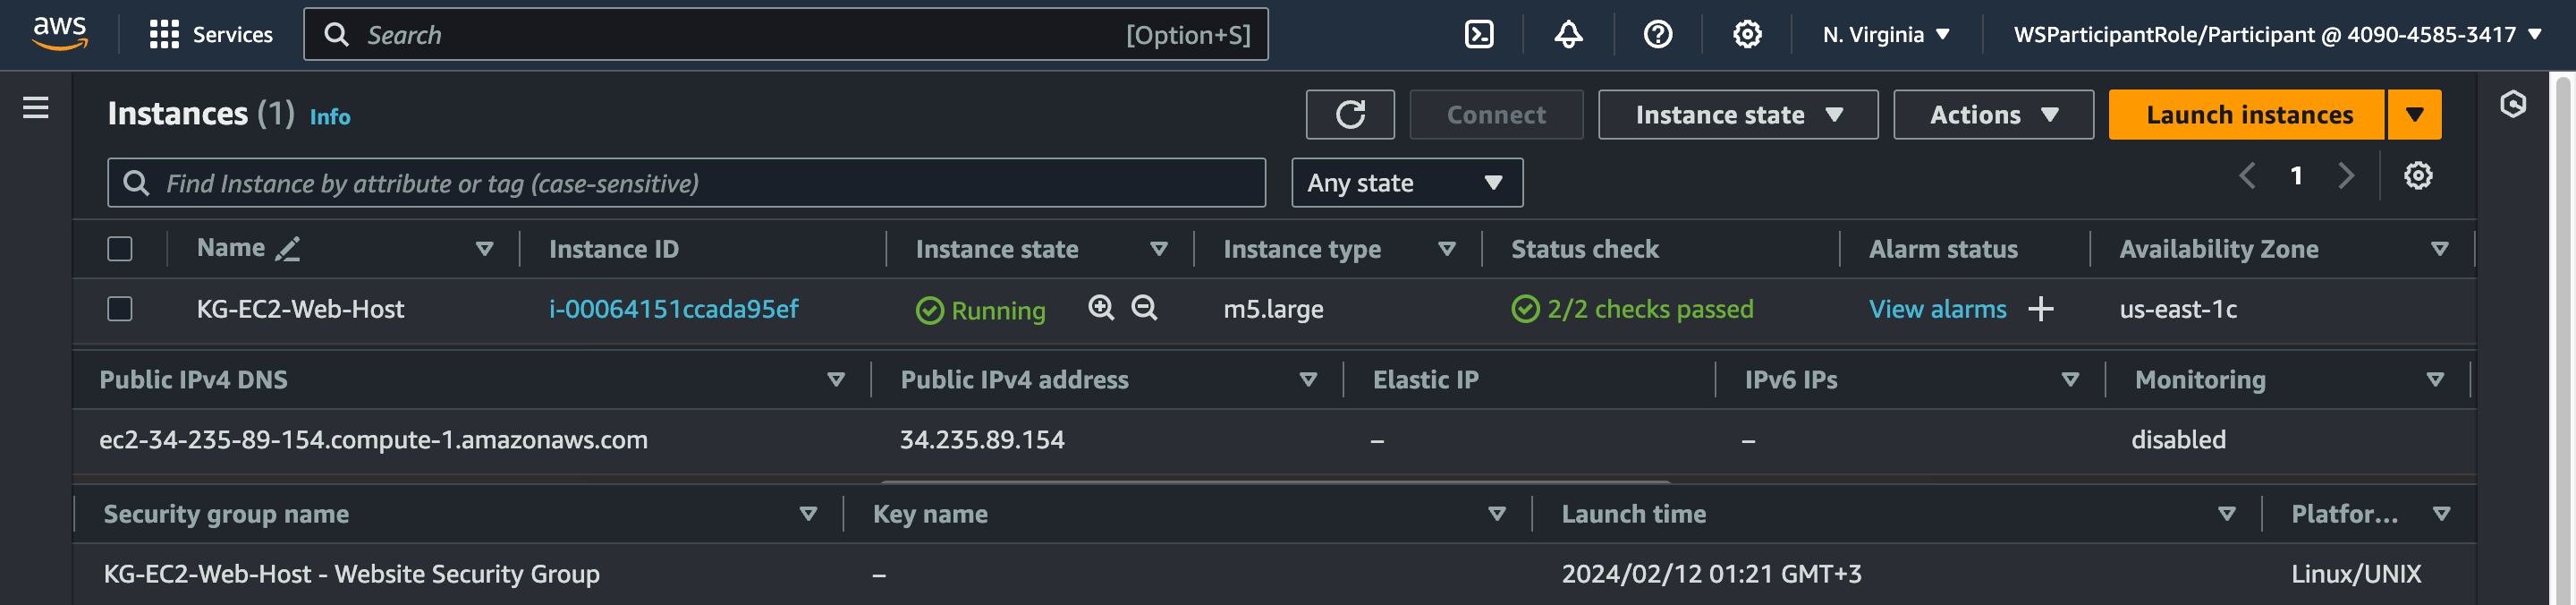 aws Services Search [Option+S] N. Virginia WSParticipantRole/Participant @ 4090-4585-3417
Instances (1) Info Connect Instance state Actions Launch instances
Find Instance by attribute or tag (case-sensitive) Any state 1
Name Instance ID Instance state Instance type Status check Alarm status Availability Zone
KG-EC2-Web-Host i-00064151ccada95ef Running m5.large 2/2 checks passed View alarms + us-east-1c
Public IPv4 DNS Public IPv4 address Elastic IP IPv6 IPs Monitoring
ec2-34-235-89-154.compute-1.amazonaws.com 34.235.89.154 – – disabled
Security group name Key name Launch time Platfor...
KG-EC2-Web-Host - Website Security Group – 2024/02/12 01:21 GMT+3 Linux/UNIX